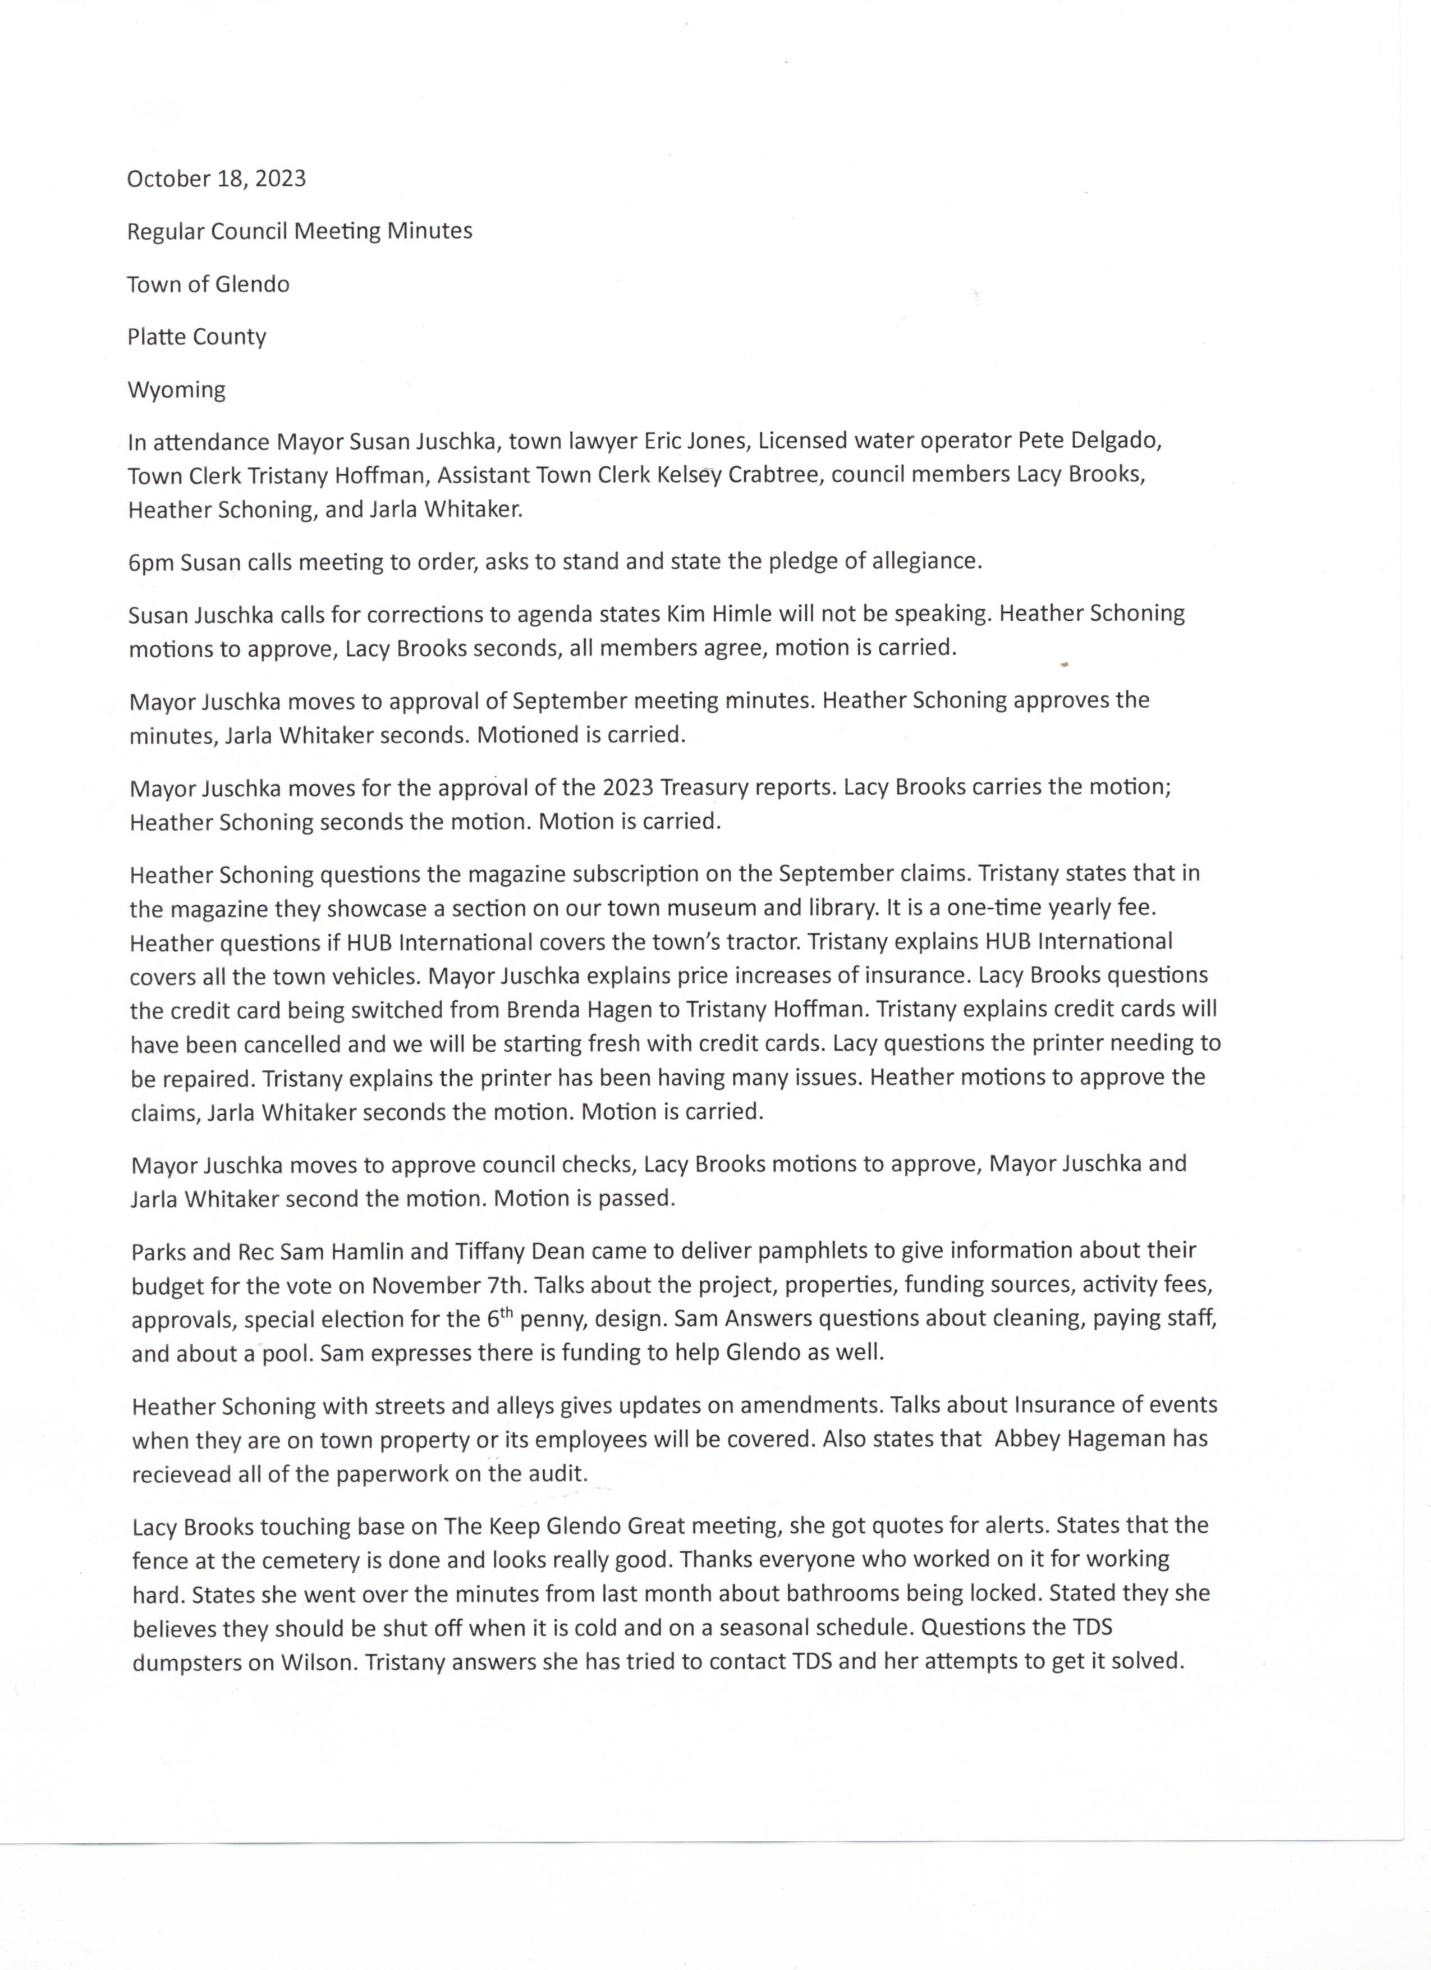 October 18, 2023
Regular Council Meeting Minutes
Town of Glendo
Platte County
Wyoming
In attendance Mayor Susan Juschka, town lawyer Eric Jones, Licensed water operator Pete Delgado,
Town Clerk Tristany Hoffman, Assistant Town Clerk Kelsey Crabtree, council members Lacy Brooks,
Heather Schoning, and Jarla Whitaker.
6pm Susan calls meeting to order, asks to stand and state the pledge of allegiance.
Susan Juschka calls for corrections to agenda states Kim Himle will not be speaking. Heather Schoning
motions to approve, Lacy Brooks seconds, all members agree, motion is carried.
Mayor Juschka moves to approval of September meeting minutes. Heather Schoning approves the
minutes, Jarla Whitaker seconds. Motioned is carried.
Mayor Juschka moves for the approval of the 2023 Treasury reports. Lacy Brooks carries the motion;
Heather Schoning seconds the motion. Motion is carried.
Heather Schoning questions the magazine subscription on the September claims. Tristany states that in
the magazine they showcase a section on our town museum and library. It is a one-time yearly fee.
Heather questions if HUB International covers the town’s tractor. Tristany explains HUB International
covers all the town vehicles. Mayor Juschka explains price increases of insurance. Lacy Brooks questions
the credit card being switched from Brenda Hagen to Tristany Hoffman. Tristany explains credit cards will
have been cancelled and we will be starting fresh with credit cards. Lacy questions the printer needing to
be repaired. Tristany explains the printer has been having many issues. Heather motions to approve the
claims, Jarla Whitaker seconds the motion. Motion is carried.
Mayor Juschka moves to approve council checks, Lacy Brooks motions to approve, Mayor Juschka and
Jarla Whitaker second the motion. Motion is passed.
Parks and Rec Sam Hamlin and Tiffany Dean came to deliver pamphlets to give information about their
budget for the vote on November 7th. Talks about the project, properties, funding sources, activity fees,
approvals, special election for the 6th penny, design. Sam Answers questions about cleaning, paying staff,
and about a pool. Sam expresses there is funding to help Glendo as well.
Heather Schoning with streets and alleys gives updates on amendments. Talks about Insurance of events
when they are on town property or its employees will be covered. Also states that  Abbey Hageman has
recievead all of the paperwork on the audit.
Lacy Brooks touching base on The Keep Glendo Great meeting, she got quotes for alerts. States that the
fence at the cemetery is done and looks really good. Thanks everyone who worked on it for working
hard. States she went over the minutes from last month about bathrooms being locked. Stated they she
believes they should be shut off when it is cold and on a seasonal schedule. Questions the TDS
dumpsters on Wilson. Tristany answers she has tried to contact TDS and her attempts to get it solved.